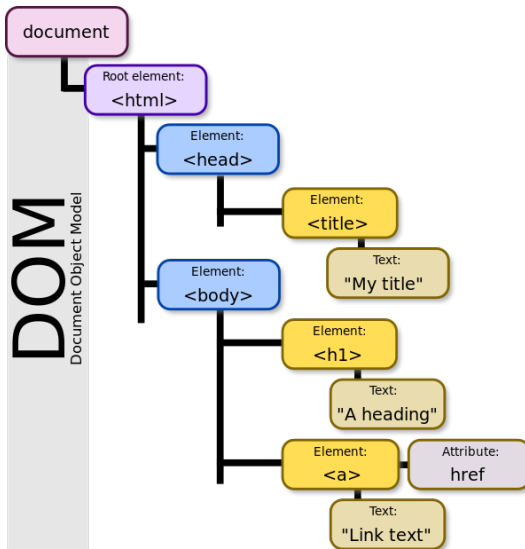 document
Root element:
<html>
Element:
<head>
Element:
<title>
Text:
"My title"
Element:
<body>
Element:
<h1>
Text:
"A heading"
Element:
<a>
Attribute:
href
Text:
"Link text"
DOM
Document Object Model